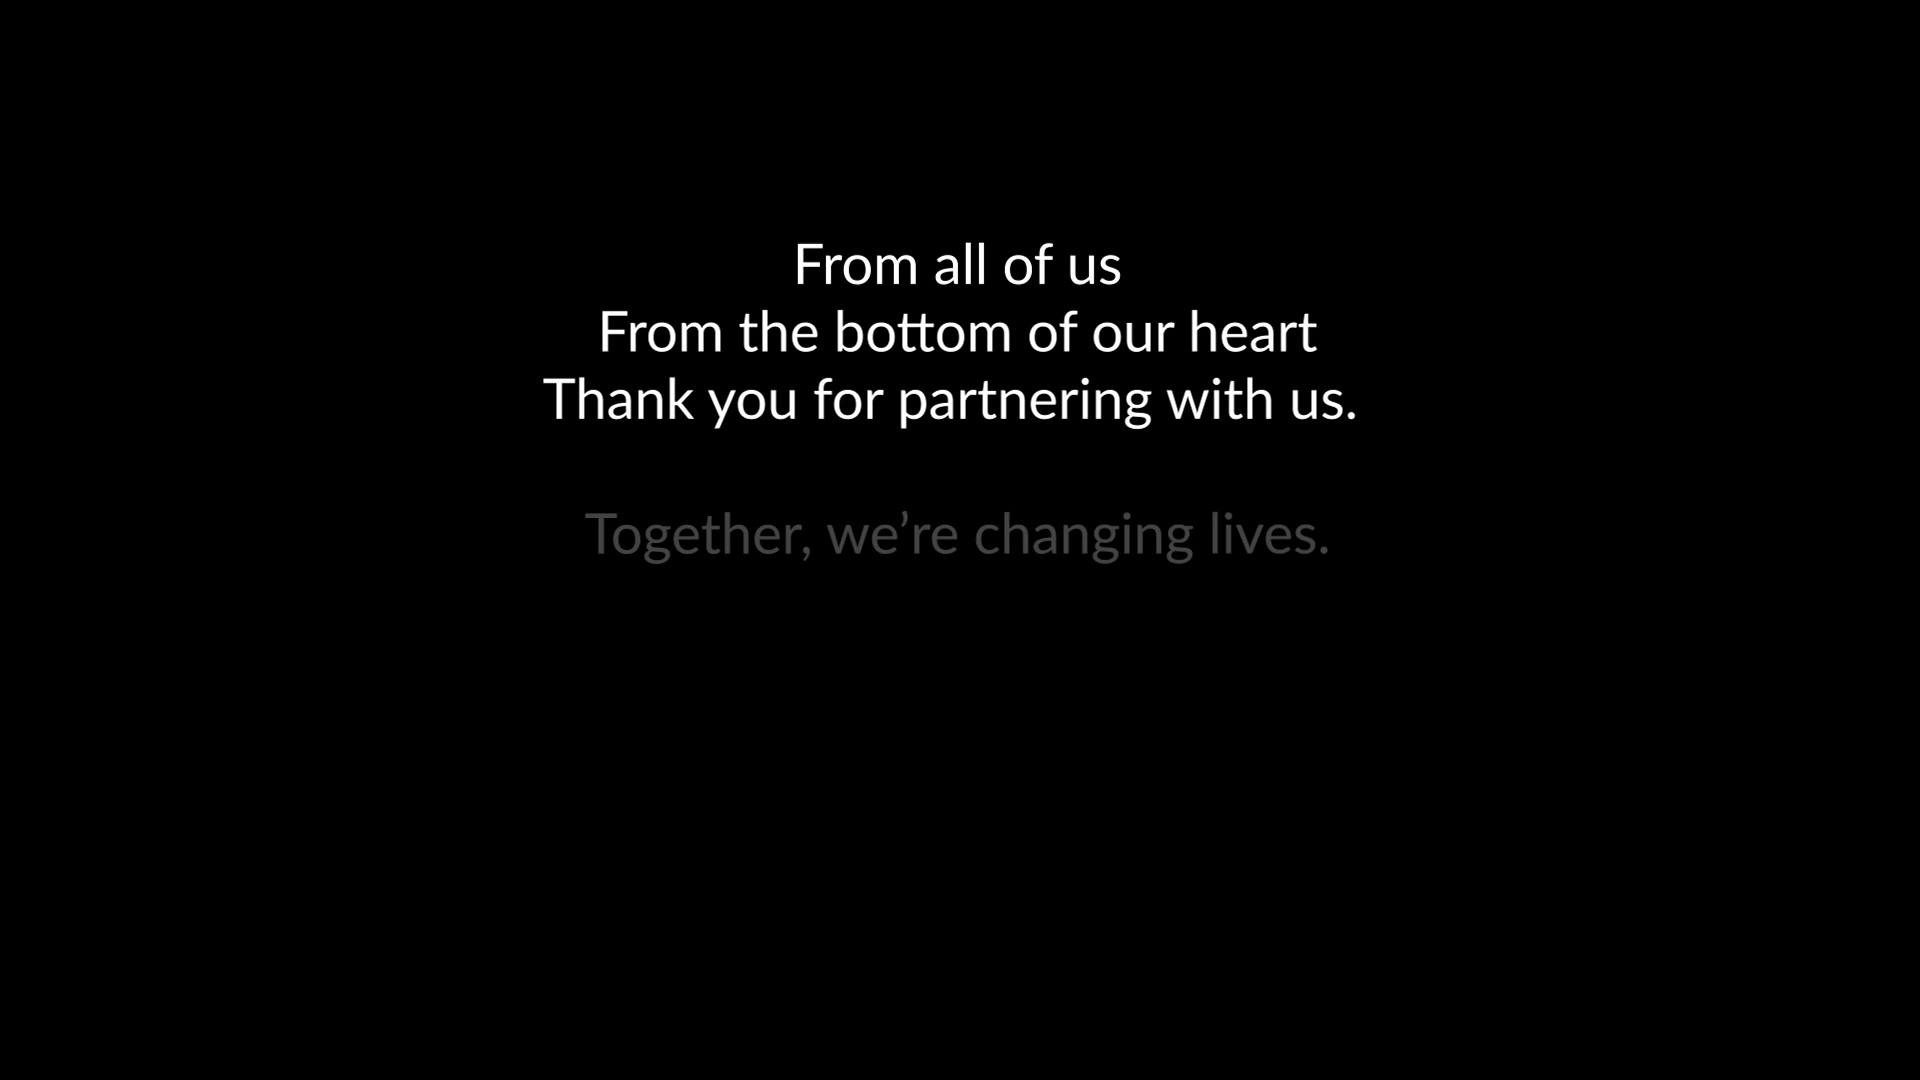 From all of us
From the bottom of our heart
Thank you for partnering with us.
Together, we’re changing lives.